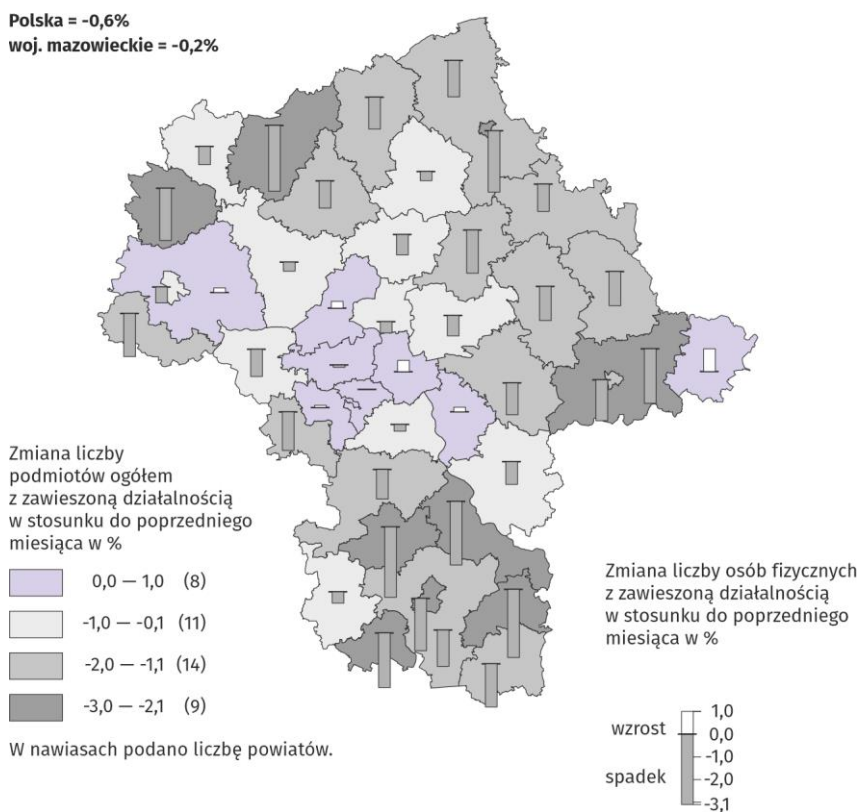 Polska = -0,6%
woj. mazowieckie = -0,2%
Zmiana liczby
podmiotów ogółem
z zawieszoną działalnością
w stosunku do poprzedniego
miesiąca w %
0,0 — 1,0 (8)
-1,0 — -0,1 (11)
-2,0 — -1,1 (14)
-3,0 — -2,1 (9)
W nawiasach podano liczbę powiatów.
Zmiana liczby osób fizycznych
z zawieszoną działalnością
w stosunku do poprzedniego
miesiąca w %
wzrost
spadek
1,0
0,0
-1,0
-2,0
-3,1